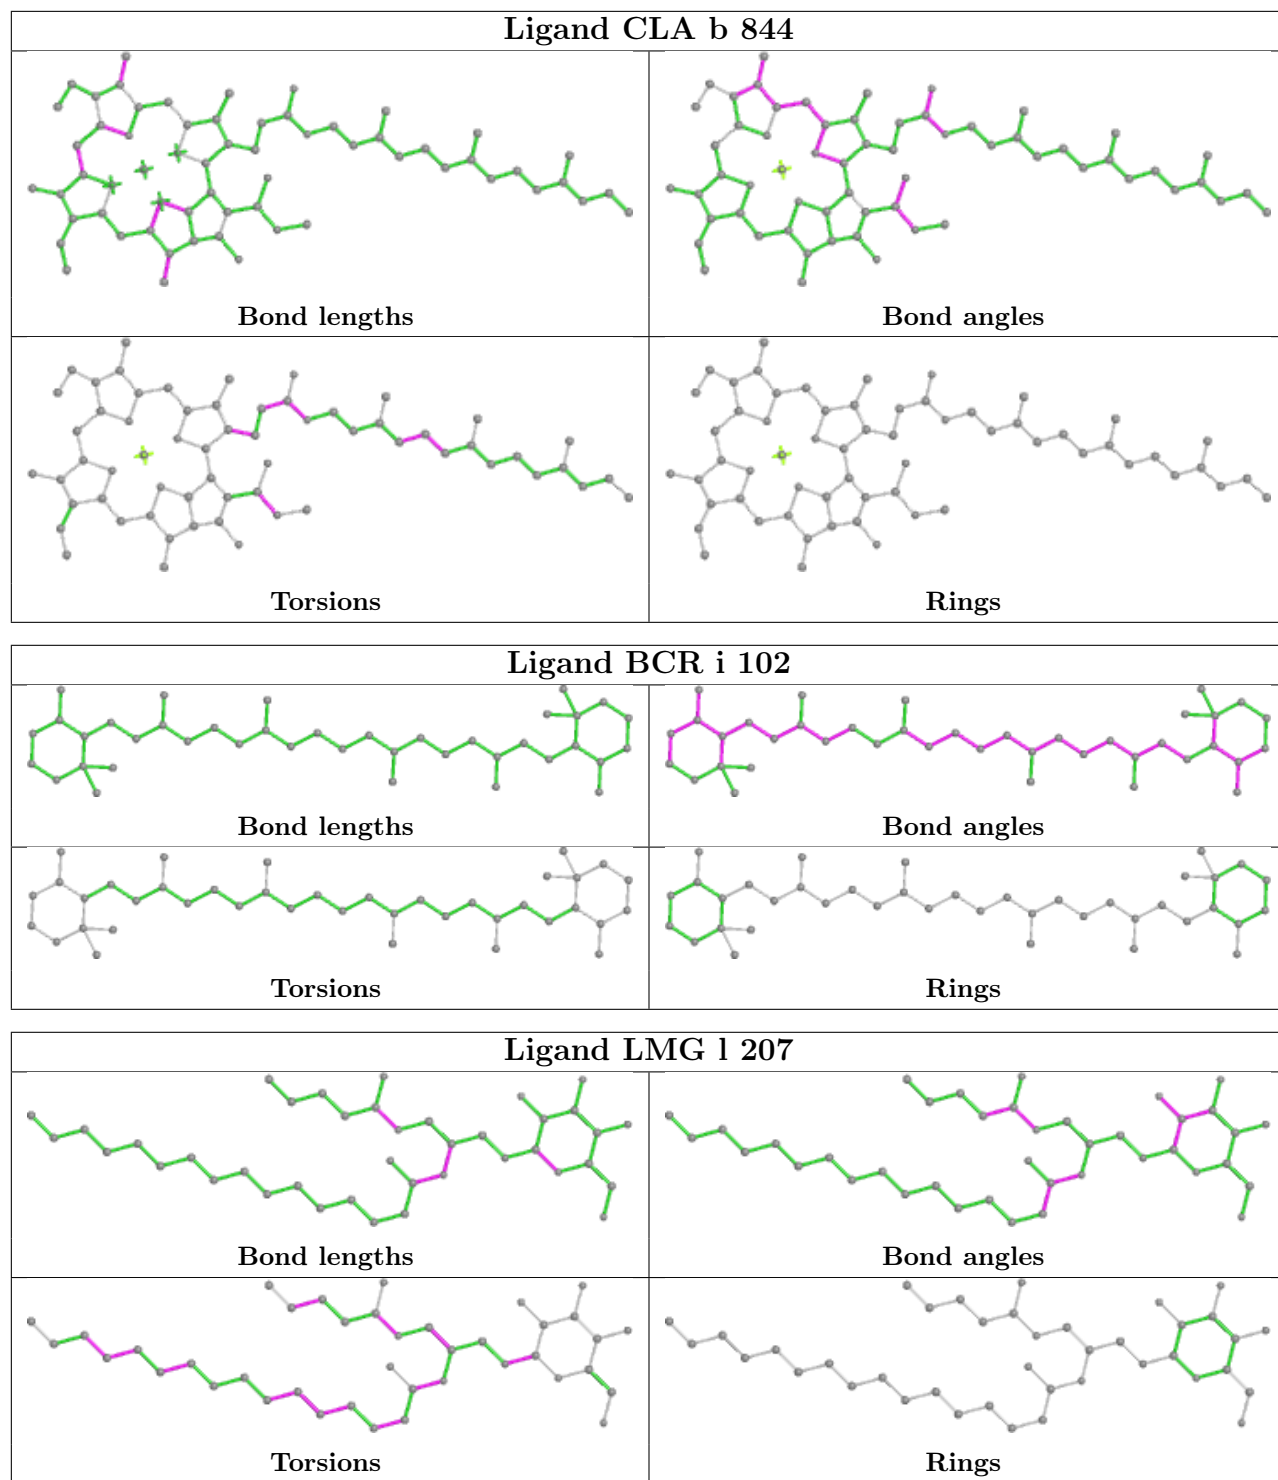 Ligand CLA b 844
Bond lengths
Bond angles
Torsions
Rings
Ligand BCR i 102
Bond lengths
Bond angles
Torsions
Rings
Ligand LMG l 207
Bond lengths
Bond angles
Torsions
Rings